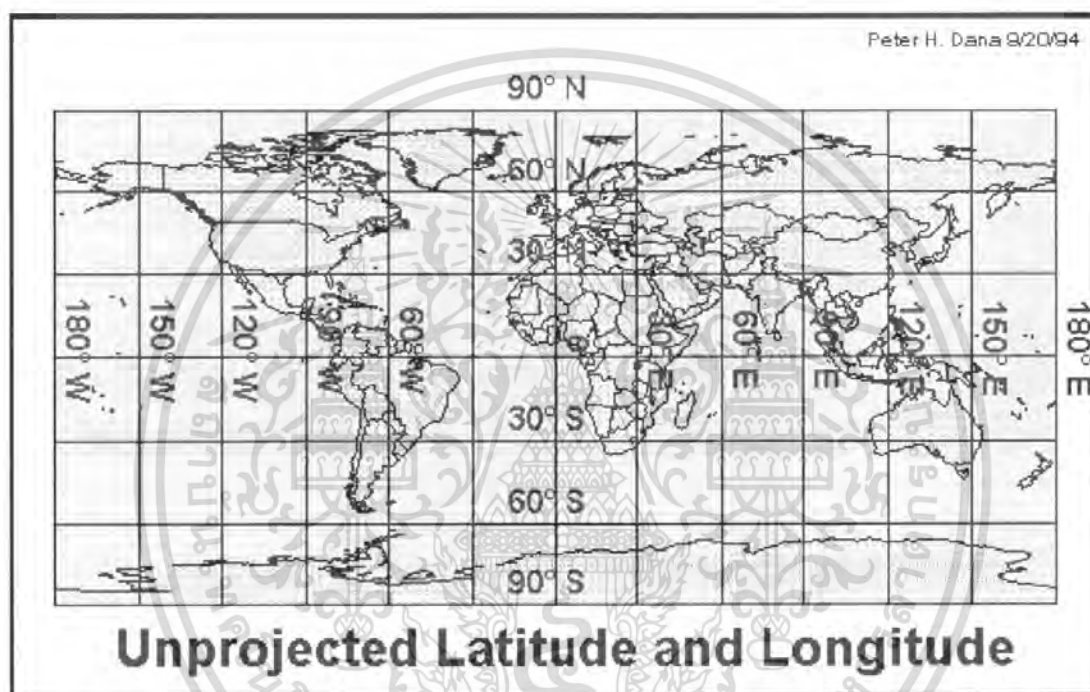 Peter H. Dana 9/20/94
90° N
60° N
30° N
180° W
150° W
120° W
90° W
60° W
60° E
120° E
150° E
180° E
30° S
60° S
90° S
Unprojected Latitude and Longitude